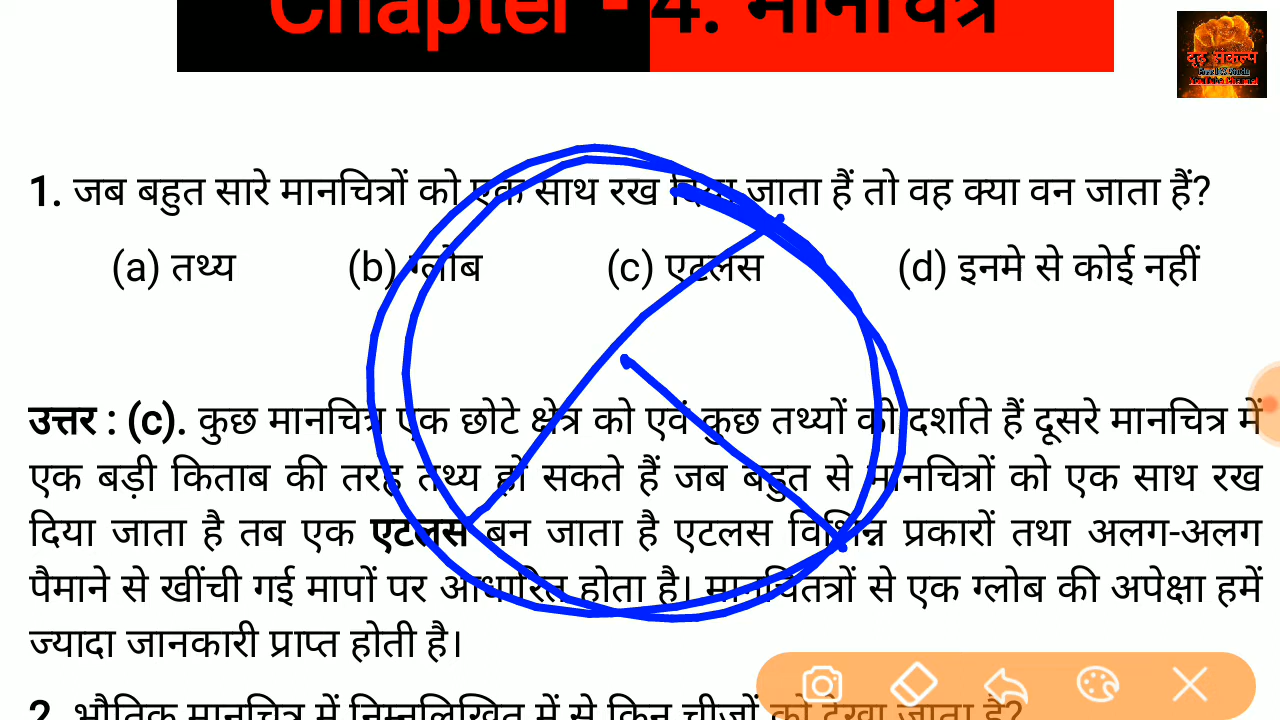 Chapter - 4. मानचित्र
दृढ़ संकल्प
1. जब बहुत सारे मानचित्रों को एक साथ रख दिया जाता हैं तो वह क्या वन जाता हैं?
(a) तथ्य (b) ग्लोब (c) एटलस (d) इनमे से कोई नहीं
उत्तर : (c). कुछ मानचित्र एक छोटे क्षेत्र को एवं कुछ तथ्यों को दर्शाते हैं दूसरे मानचित्र में
एक बड़ी किताब की तरह तथ्य हो सकते हैं जब बहुत से मानचित्रों को एक साथ रख
दिया जाता है तब एक एटलस बन जाता है एटलस विभिन्न प्रकारों तथा अलग-अलग
पैमाने से खींची गई मापों पर आधारित होता है। मानचितत्रों से एक ग्लोब की अपेक्षा हमें
ज्यादा जानकारी प्राप्त होती है।
2. भौतिक मानचित्र में निम्नलिखित में से किन चीज़ों को देखा जाता है?